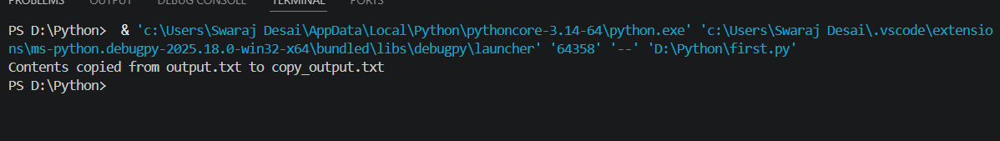 PROBLEMS OUTPUT DEBUG CONSOLE TERMINAL PORTS
PS D:\Python>  & 'c:\Users\Swaraj Desai\AppData\Local\Python\pythoncore-3.14-64\python.exe' 'c:\Users\Swaraj Desai\.vscode\extensio
ns\ms-python.debugpy-2025.18.0-win32-x64\bundled\libs\debugpy\launcher' '64358' '--' 'D:\Python\first.py'
Contents copied from output.txt to copy_output.txt
PS D:\Python>